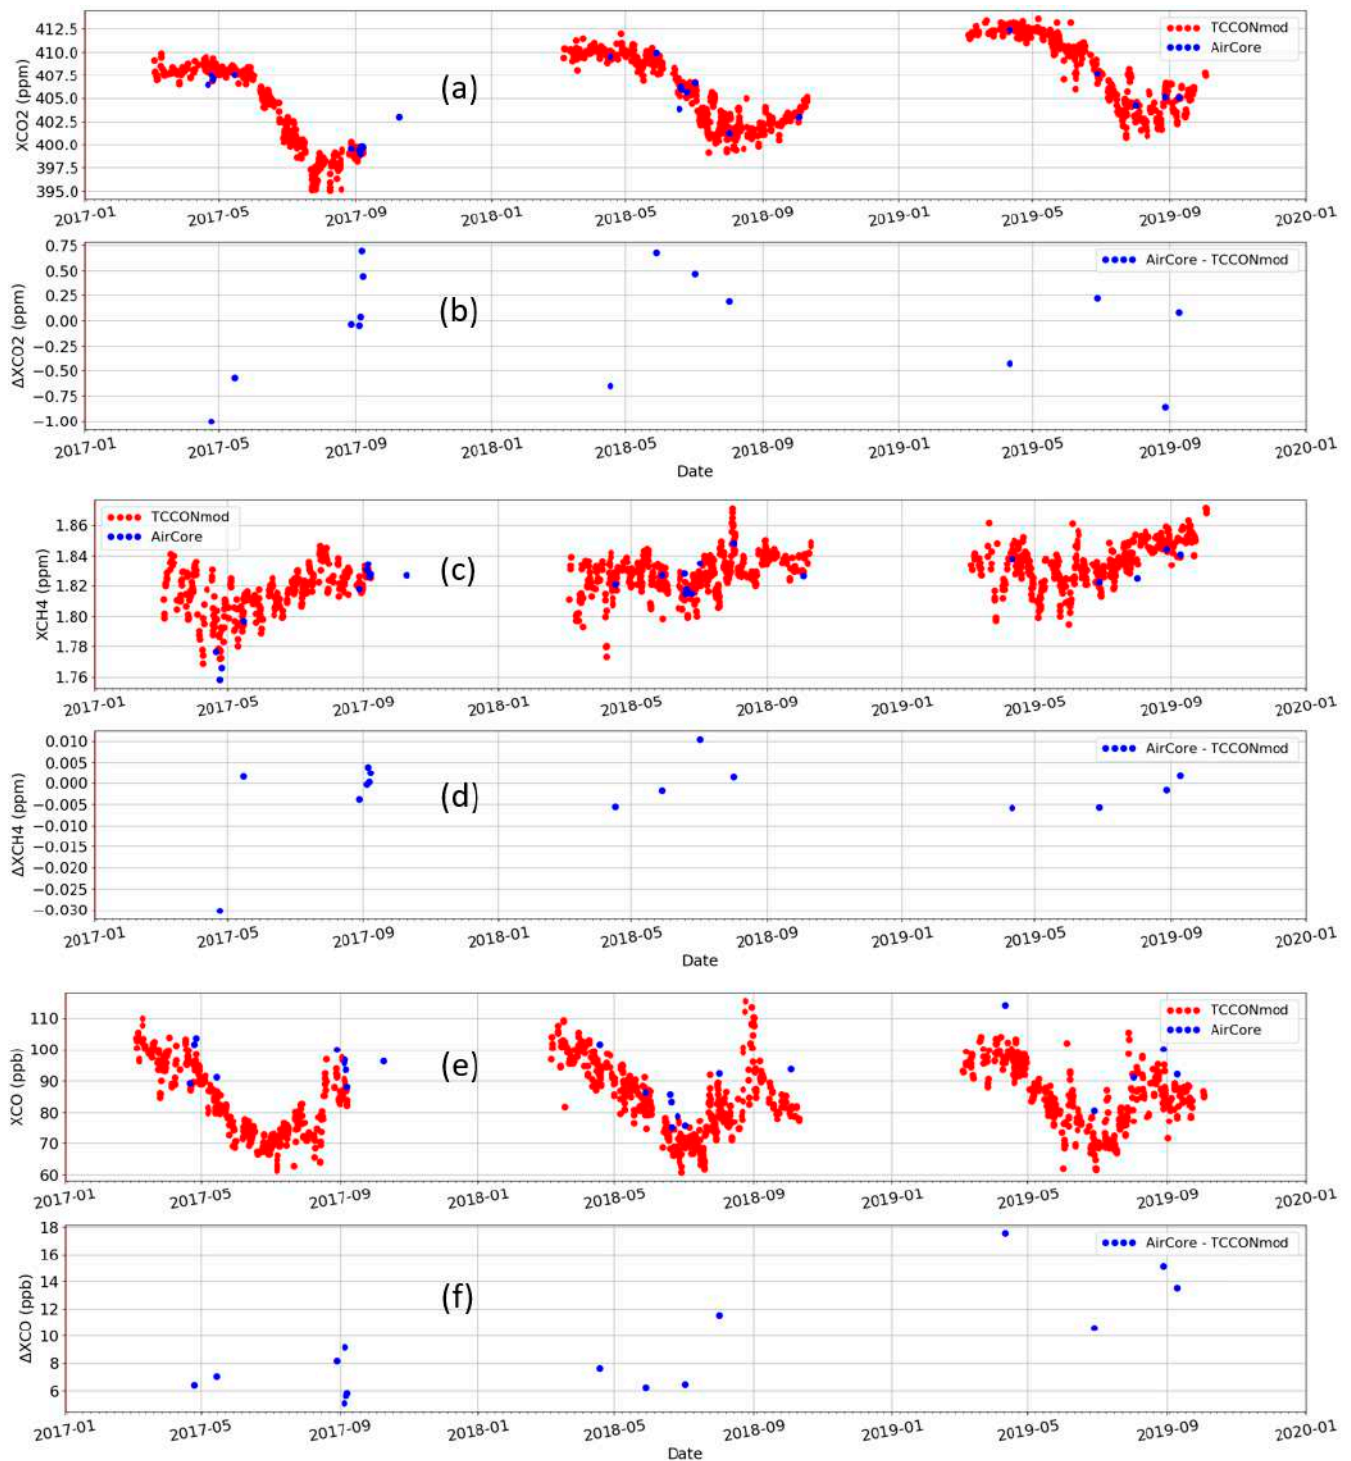 XCO2 (ppm)
412.5
410.0
407.5
405.0
402.5
400.0
397.5
395.0
(a)
TCCONmod
AirCore
2017-01 2017-05 2017-09 2018-01 2018-05 2018-09 2019-01 2019-05 2019-09 2020-01
ΔXCO2 (ppm)
0.75
0.50
0.25
0.00
−0.25
−0.50
−0.75
−1.00
(b)
AirCore - TCCONmod
2017-01 2017-05 2017-09 2018-01 2018-05 2018-09 2019-01 2019-05 2019-09 2020-01
Date
XCH4 (ppm)
1.86
1.84
1.82
1.80
1.78
1.76
TCCONmod
AirCore
(c)
2017-01 2017-05 2017-09 2018-01 2018-05 2018-09 2019-01 2019-05 2019-09 2020-01
ΔXCH4 (ppm)
0.010
0.005
0.000
−0.005
−0.010
−0.015
−0.020
−0.025
−0.030
(d)
AirCore - TCCONmod
2017-01 2017-05 2017-09 2018-01 2018-05 2018-09 2019-01 2019-05 2019-09 2020-01
Date
XCO (ppb)
110
100
90
80
70
60
(e)
TCCONmod
AirCore
2017-01 2017-05 2017-09 2018-01 2018-05 2018-09 2019-01 2019-05 2019-09 2020-01
ΔXCO (ppb)
18
16
14
12
10
8
6
(f)
AirCore - TCCONmod
2017-01 2017-05 2017-09 2018-01 2018-05 2018-09 2019-01 2019-05 2019-09 2020-01
Date